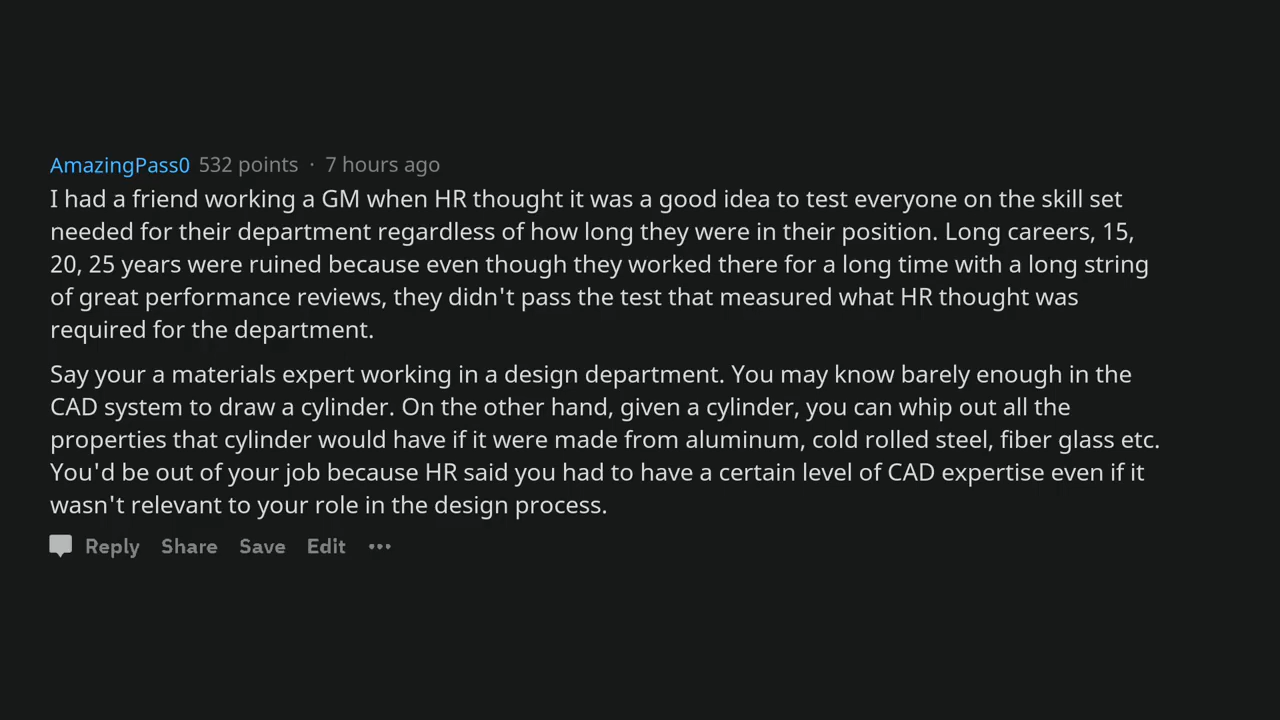 AmazingPass0 532 points · 7 hours ago
I had a friend working a GM when HR thought it was a good idea to test everyone on the skill set
needed for their department regardless of how long they were in their position. Long careers, 15,
20, 25 years were ruined because even though they worked there for a long time with a long string
of great performance reviews, they didn't pass the test that measured what HR thought was
required for the department.
Say your a materials expert working in a design department. You may know barely enough in the
CAD system to draw a cylinder. On the other hand, given a cylinder, you can whip out all the
properties that cylinder would have if it were made from aluminum, cold rolled steel, fiber glass etc.
You'd be out of your job because HR said you had to have a certain level of CAD expertise even if it
wasn't relevant to your role in the design process.
Reply Share Save Edit •••